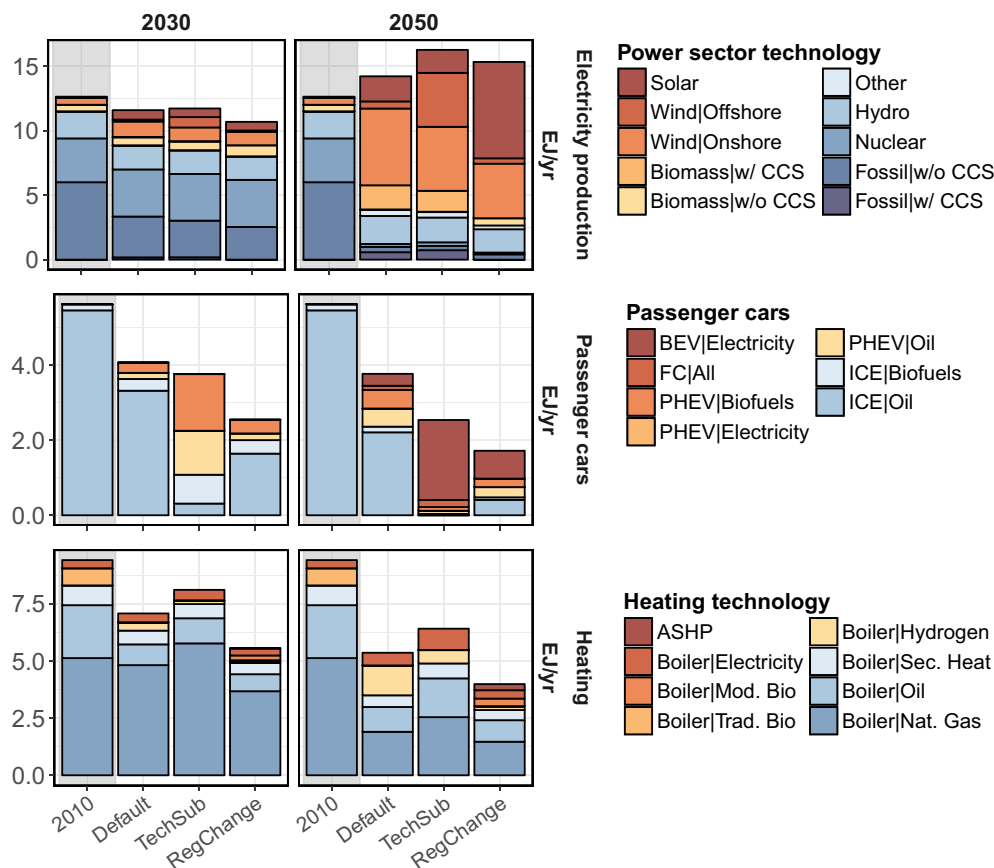 2030
2050
15
10
5
0
Electricity production
EJ/yr
Power sector technology
Solar
Wind|Offshore
Wind|Onshore
Biomass|w/ CCS
Biomass|w/o CCS
Other
Hydro
Nuclear
Fossil|w/o CCS
Fossil|w/ CCS
4.0
2.0
0.0
Passenger cars
EJ/yr
Passenger cars
BEV|Electricity
FC|All
PHEV|Biofuels
PHEV|Electricity
PHEV|Oil
ICE|Biofuels
ICE|Oil
7.5
5.0
2.5
0.0
Heating
EJ/yr
Heating technology
ASHP
Boiler|Electricity
Boiler|Mod. Bio
Boiler|Trad. Bio
Boiler|Hydrogen
Boiler|Sec. Heat
Boiler|Oil
Boiler|Nat. Gas
2010
Default
TechSub
RegChange
2010
Default
TechSub
RegChange